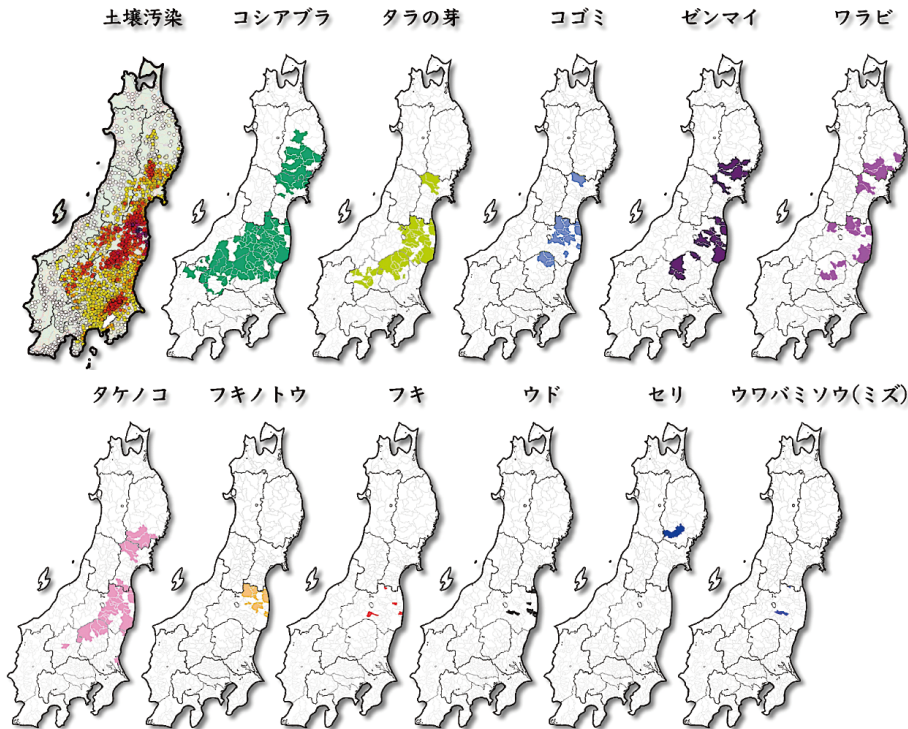 土壌汚染 コシアブラ タラの芽 コゴミ ゼンマイ ワラビ
タケノコ フキノトウ フキ ウド セリ ウワバミソウ(ミズ)